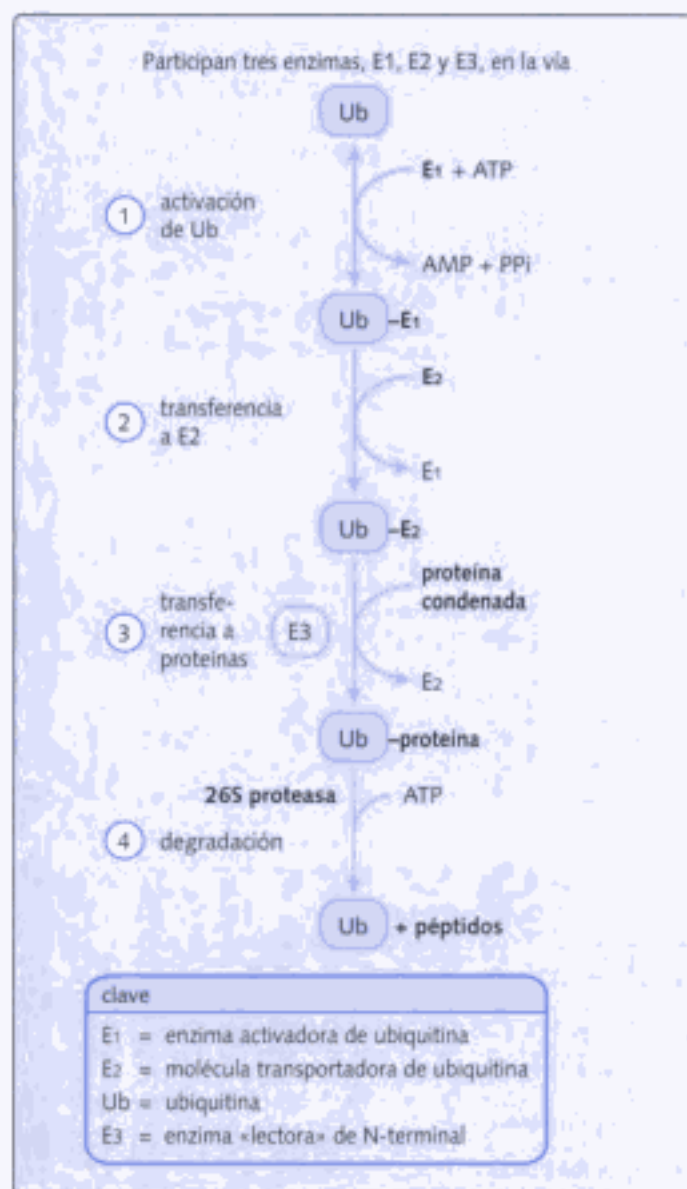 Participan tres enzimas, E1, E2 y E3, en la vía
Ub
E1 + ATP
1 activación
de Ub
AMP + PPi
Ub –E1
E2
2 transferencia
a E2
E1
Ub –E2
proteína
condenada
3 transfe-
rencia a
proteínas
E3
E2
Ub –proteína
26S proteasa
ATP
4 degradación
Ub + péptidos
clave
E1 = enzima activadora de ubiquitina
E2 = molécula transportadora de ubiquitina
Ub = ubiquitina
E3 = enzima «lectora» de N-terminal